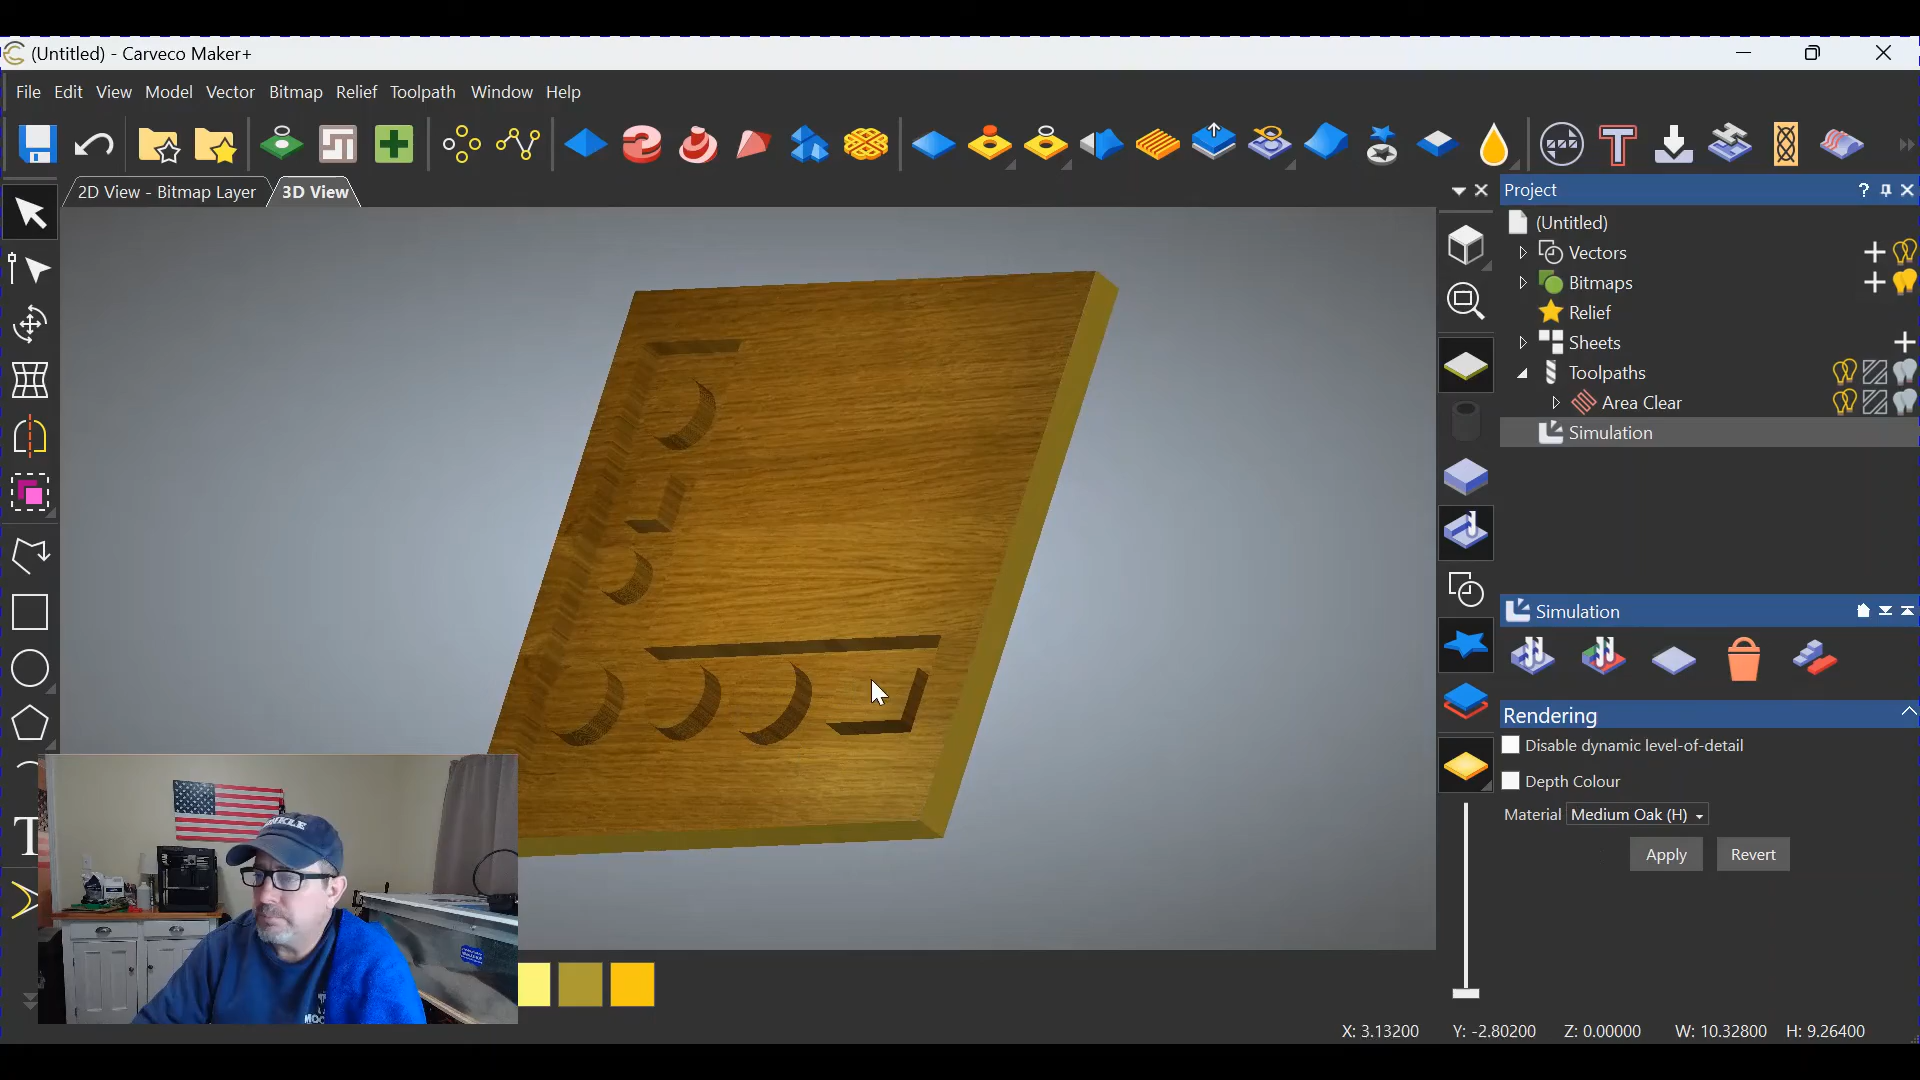 (Untitled) - Carveco Maker+
File Edit View Model Vector Bitmap Relief Toolpath Window Help
2D View - Bitmap Layer
3D View
Project
(Untitled)
Vectors
Bitmaps
Relief
Sheets
Toolpaths
Area Clear
Simulation
Simulation
Rendering
Disable dynamic level-of-detail
Depth Colour
Material Medium Oak (H)
Apply Revert
X: 3.13200 Y: -2.80200 Z: 0.00000 W: 10.32800 H: 9.26400